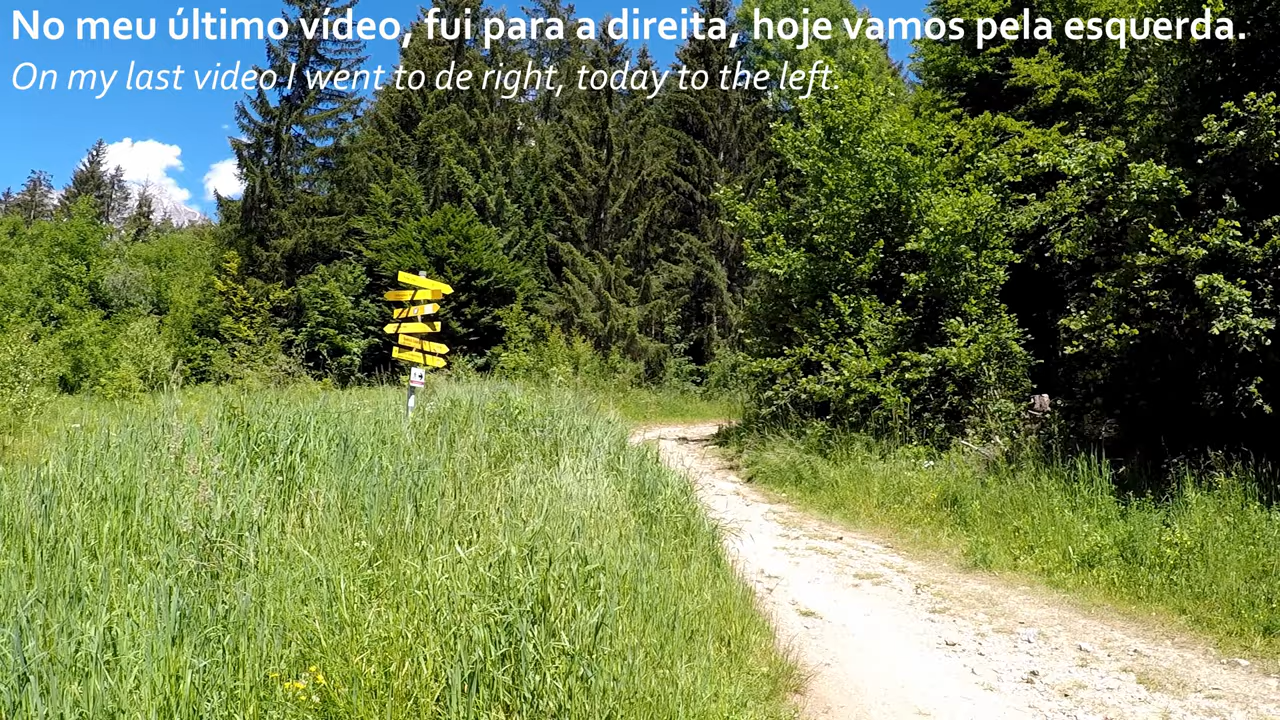 No meu último vídeo, fui para a direita, hoje vamos pela esquerda.
On my last video I went to de right, today to the left.